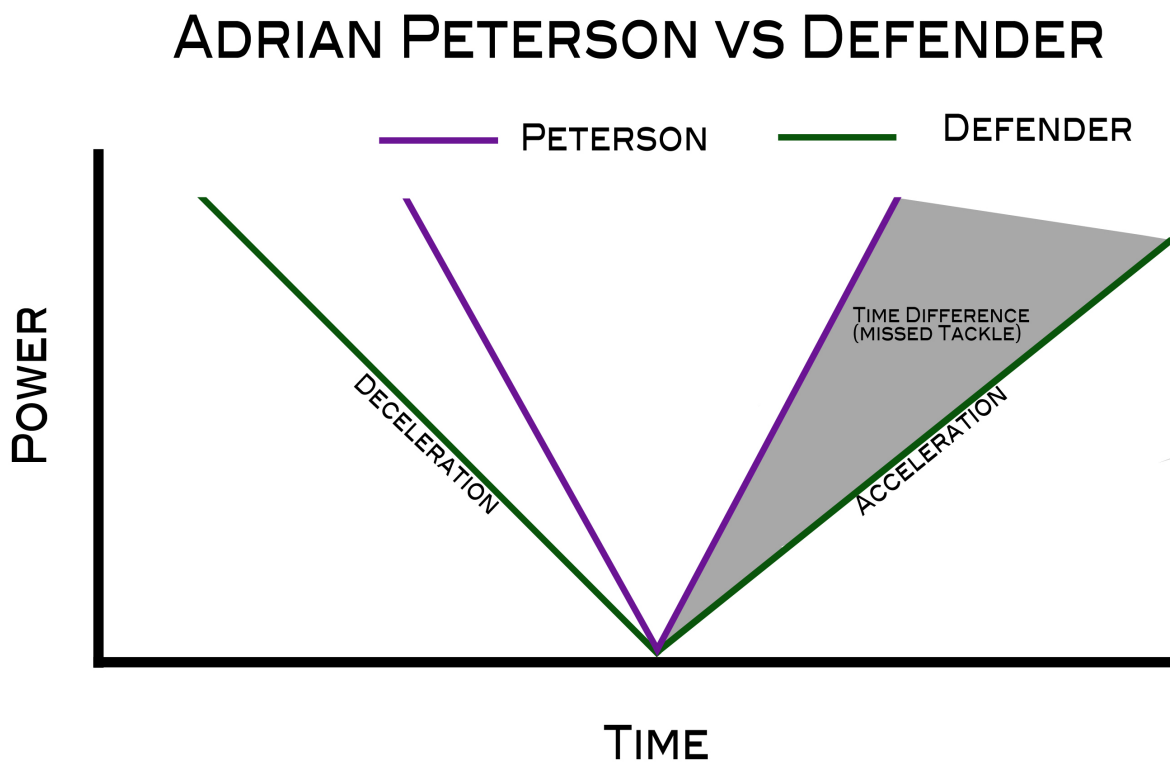 Adrian Peterson vs Defender
Peterson
Defender
Power
Deceleration
Time Difference
(missed Tackle)
Acceleration
Time